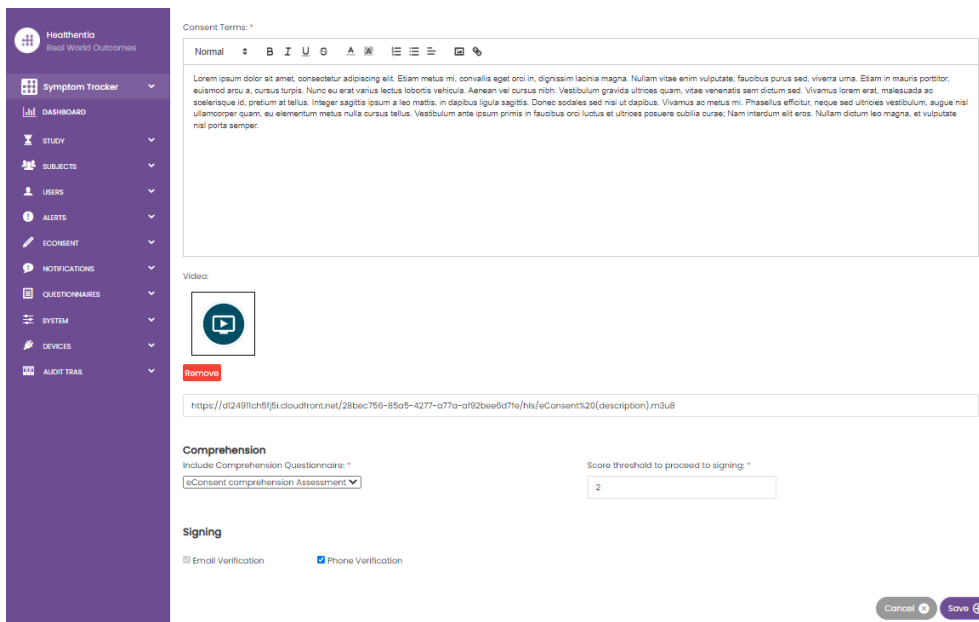 Healthentia
Real World Outcomes
Symptom Tracker
DASHBOARD
STUDY
SUBJECTS
USERS
ALERTS
ECONSENT
NOTIFICATIONS
QUESTIONNAIRES
SYSTEM
DEVICES
AUDIT TRAIL
Consent Terms: *
Normal B I U S A A
Lorem ipsum dolor sit amet, consectetur adipiscing elit. Etiam metus mi, convallis eget orci in, dignissim lacinia magna. Nullam vitae enim vulputate, faucibus purus sed, viverra urna. Etiam in mauris porttitor,
euismod arcu a, cursus turpis. Nunc eu erat varius lectus lobortis vehicula. Aenean vel cursus nibh. Vestibulum gravida ultrices quam, vitae venenatis sem dictum sed. Vivamus lorem erat, malesuada ac
scelerisque id, pretium at tellus. Integer sagittis ipsum a leo mattis, in dapibus ligula sagittis. Donec sodales sed nisi ut dapibus. Vivamus ac metus mi. Phasellus efficitur, neque sed ultricies vestibulum, augue nisl
ullamcorper quam, eu elementum metus nulla cursus tellus. Vestibulum ante ipsum primis in faucibus orci luctus et ultrices posuere cubilia curae; Nam interdum elit eros. Nullam dictum leo magna, et vulputate
nisl porta semper.
Video:
Remove
https://d124911ch5fj5i.cloudfront.net/28bec756-85a5-4277-a77a-af92bee6d7fe/hls/eConsent%20(description).m3u8
Comprehension
Include Comprehension Questionnaire: *
eConsent comprehension Assessment
Score threshold to proceed to signing: *
2
Signing
Email Verification
Phone Verification
Cancel
Save